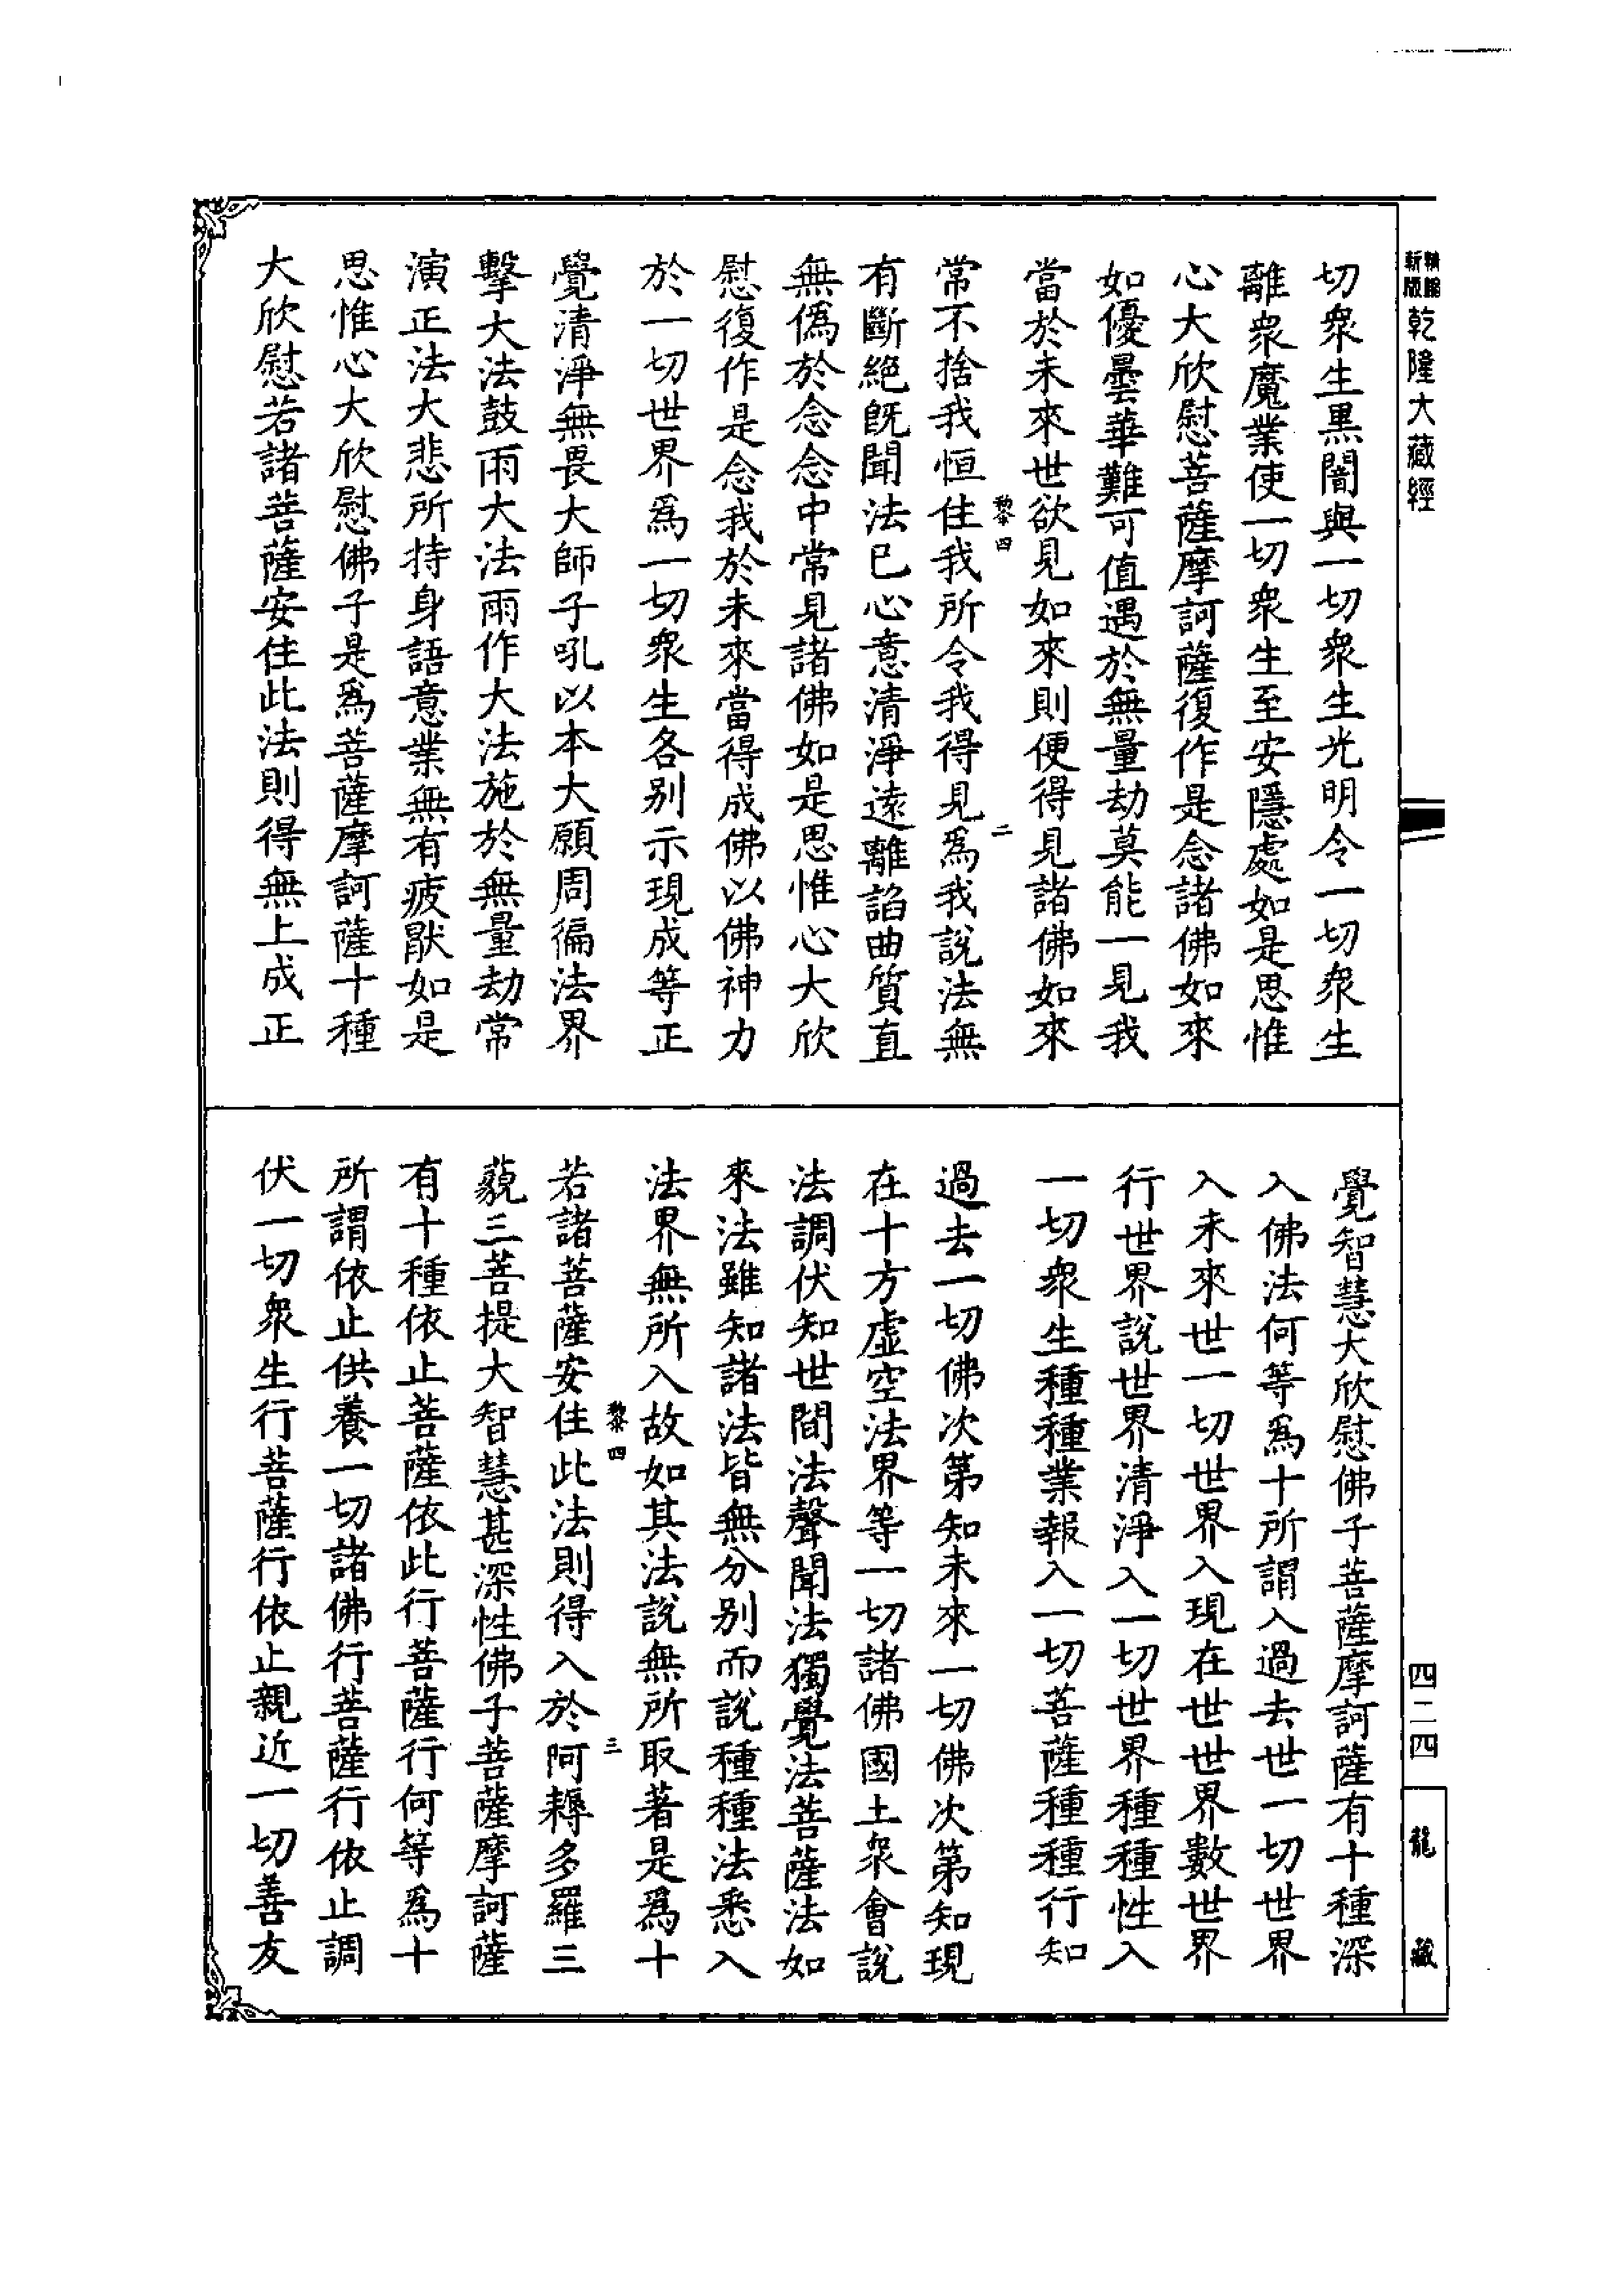 新版
乾隆大藏經
切衆生黑闇與一切衆生光明令一切衆生
離衆魔業使一切衆生至安隱處如是思惟
心大欣慰菩薩摩訶薩復作是念諸佛如來
如優曇華難可值遇於無量劫莫能一見我
當於未來世欲見如來則便得見諸佛如來
黎四
二
常不捨我恒住我所令我得見爲我說法無
有斷絕旣聞法已心意清淨遠離諂曲質直
無僞於念念中常見諸佛如是思惟心大欣
慰復作是念我於未來當得成佛以佛神力
於一切世界爲一切衆生各別示現成等正
覺清淨無畏大師子吼以本大願周徧法界
擊大法鼓雨大法雨作大法施於無量劫常
演正法大悲所持身語意業無有疲厭如是
思惟心大欣慰佛子是爲菩薩摩訶薩十種
大欣慰若諸菩薩安住此法則得無上成正
覺智慧大欣慰佛子菩薩摩訶薩有十種深
入佛法何等爲十所謂入過去世一切世界
入未來世一切世界入現在世世界數世界
行世界說世界清淨入一切世界種種性入
一切衆生種種業報入一切菩薩種種行知
過去一切佛次第知未來一切佛次第知現
在十方虛空法界等一切諸佛國土衆會說
法調伏知世間法聲聞法獨覺法菩薩法如
來法雖知諸法皆無分別而說種種法悉入
法界無所入故如其法說無所取著是爲十
黎四
三
若諸菩薩安住此法則得入於阿耨多羅三
藐三菩提大智慧甚深性佛子菩薩摩訶薩
有十種依止菩薩依此行菩薩行何等爲十
所謂依止供養一切諸佛行菩薩行依止調
伏一切衆生行菩薩行依止親近一切善友
四二四
龍藏